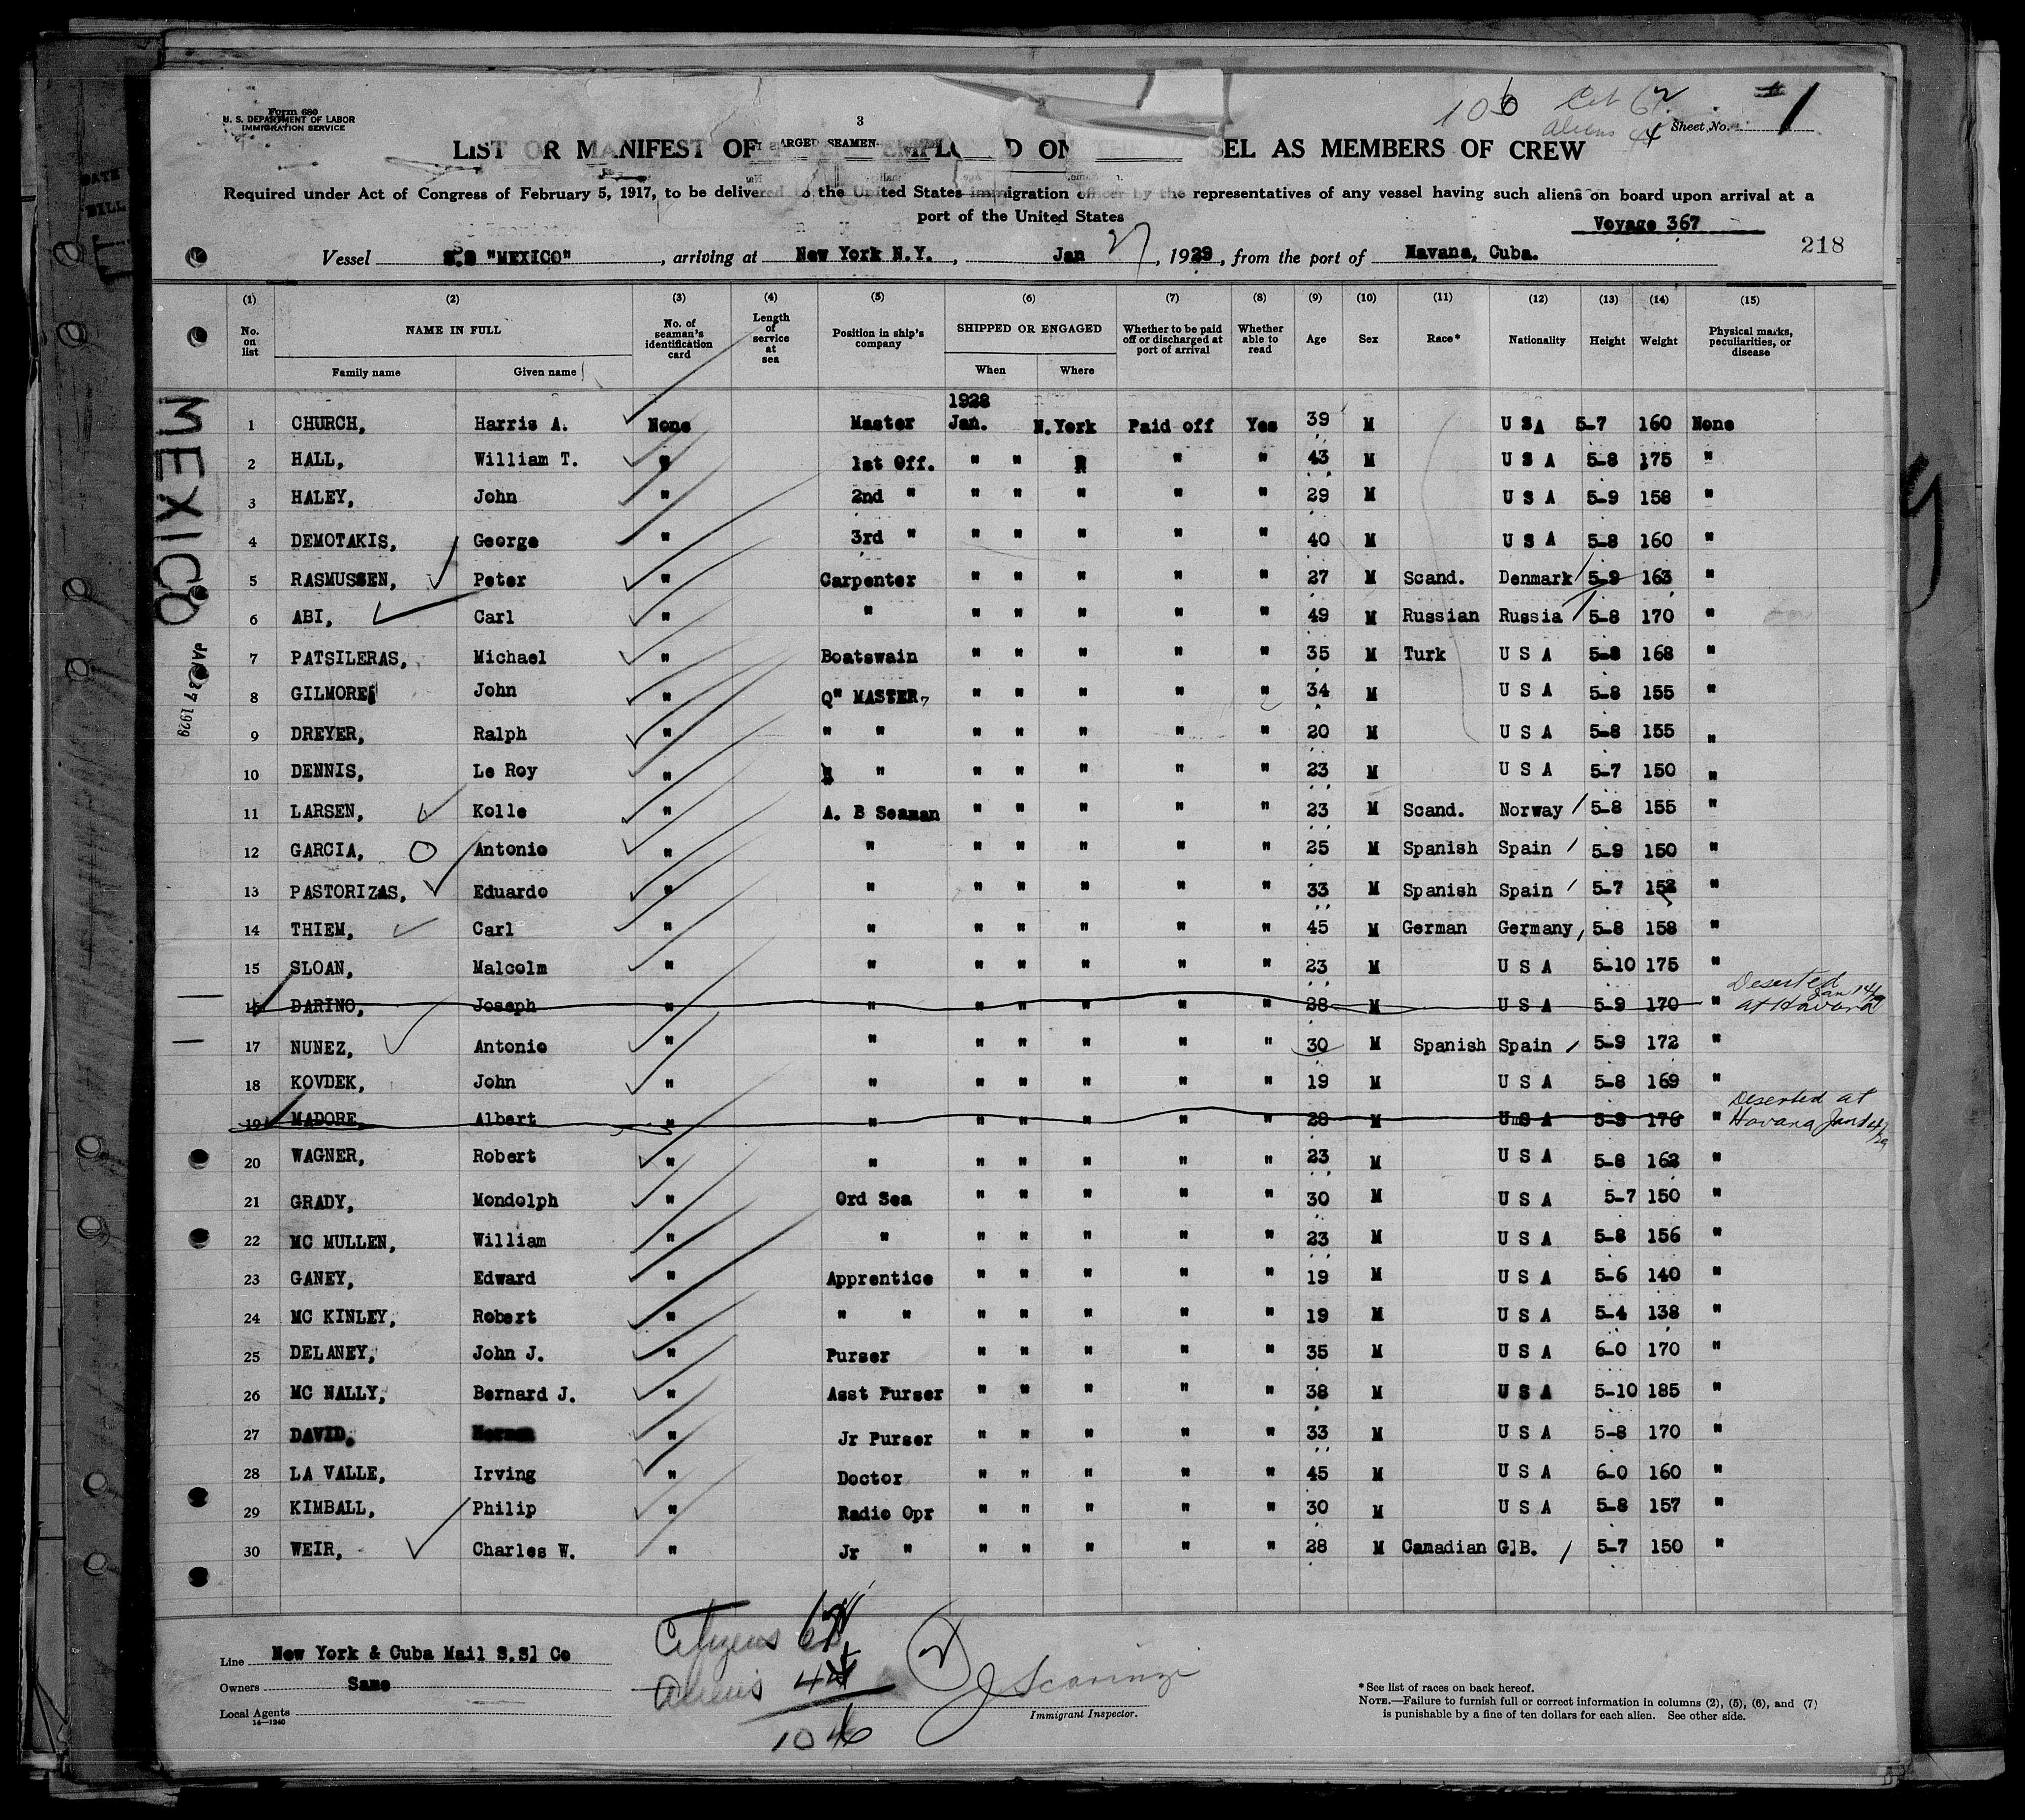 Form 680
U. S. DEPARTMENT OF LABOR
IMMIGRATION SERVICE
3
106 Cit 62
Aliens 44
Sheet No. #1
ARGED SEAMEN
LIST OR MANIFEST OF EMPLO D ON SEL AS MEMBERS OF CREW
Required under Act of Congress of February 5, 1917, to be delivered to the United States immigration officer by the representatives of any vessel having such aliens on board upon arrival at a
port of the United States
Voyage 367
218
Vessel S.S "MEXICO", arriving at New York N.Y., Jan 27, 1929, from the port of Havana, Cuba.
(1) (2) (3) (4) (5) (6) (7) (8) (9) (10) (11) (12) (13) (14) (15)
No. on list NAME IN FULL Family name Given name No. of seaman's identification card Length of service at sea Position in ship's company SHIPPED OR ENGAGED When Where Whether to be paid off or discharged at port of arrival Whether able to read Age Sex Race* Nationality Height Weight Physical marks, peculiarities, or disease
MEXICO
JAN 27 1929
1928
1 CHURCH, Harris A. None Master Jan. N.York Paid off Yes 39 M U S A 5-7 160 None
2 HALL, William T. " 1st Off. " " " " " 43 M U S A 5-8 175 "
3 HALEY, John " 2nd " " " " " " 29 M U S A 5-9 158 "
4 DEMOTAKIS, George " 3rd " " " " " " 40 M U S A 5-8 160 "
5 RASMUSSEN, Peter " Carpenter " " " " " 27 M Scand. Denmark 5-9 163 "
6 ABI, Carl " " " " " " " 49 M Russian Russia 5-8 170 "
7 PATSILERAS, Michael " Boatswain " " " " " 35 M Turk U S A 5-8 168 "
8 GILMORE John " Q" MASTER " " " " " 34 M U S A 5-8 155 "
9 DREYER, Ralph " " " " " " " " 20 M U S A 5-8 155 "
10 DENNIS, Le Roy " " " " " " " " 23 M U S A 5-7 150 "
11 LARSEN, Kolle " A. B Seaman " " " " " 23 M Scand. Norway 5-8 155 "
12 GARCIA, Antonio " " " " " " " 25 M Spanish Spain 5-9 150 "
13 PASTORIZAS, Eduardo " " " " " " " 33 M Spanish Spain 5-7 152 "
14 THIEM, Carl " " " " " " " 45 M German Germany 5-8 158 "
15 SLOAN, Malcolm " " " " " " " 23 M U S A 5-10 175 "
16 DARINO, Joseph " " " " " " " 28 M U S A 5-9 170 " Deserted Jan 14/29 at Havana
17 NUNEZ, Antonio " " " " " " " 30 M Spanish Spain 5-9 172 "
18 KOVDEK, John " " " " " " " 19 M U S A 5-8 169 "
19 MADORE, Albert " " " " " " " 28 M U S A 5-9 176 " Deserted at Havana Jan 14/29
20 WAGNER, Robert " " " " " " " 23 M U S A 5-8 162 "
21 GRADY, Mondolph " Ord Sea " " " " " 30 M U S A 5-7 150 "
22 MC MULLEN, William " " " " " " " 23 M U S A 5-8 156 "
23 GANEY, Edward " Apprentice " " " " " 19 M U S A 5-6 140 "
24 MC KINLEY, Robert " " " " " " " " 19 M U S A 5-4 138 "
25 DELANEY, John J. " Purser " " " " " 35 M U S A 6-0 170 "
26 MC NALLY, Bernard J. " Asst Purser " " " " " 38 M U S A 5-10 185 "
27 DAVID, " Jr Purser " " " " " 33 M U S A 5-8 170 "
28 LA VALLE, Irving " Doctor " " " " " 45 M U S A 6-0 160 "
29 KIMBALL, Philip " Radio Opr " " " " " 30 M U S A 5-8 157 "
30 WEIR, Charles W. " Jr " " " " " " 28 M Canadian G.B. 5-7 150 "
Citizens 62
Aliens 44
106
Line New York & Cuba Mail S.S. Co
Owners Same
Local Agents
14—1240
J Scarinzi
Immigrant Inspector.
*See list of races on back hereof.
NOTE.—Failure to furnish full or correct information in columns (2), (5), (6), and (7)
is punishable by a fine of ten dollars for each alien. See other side.